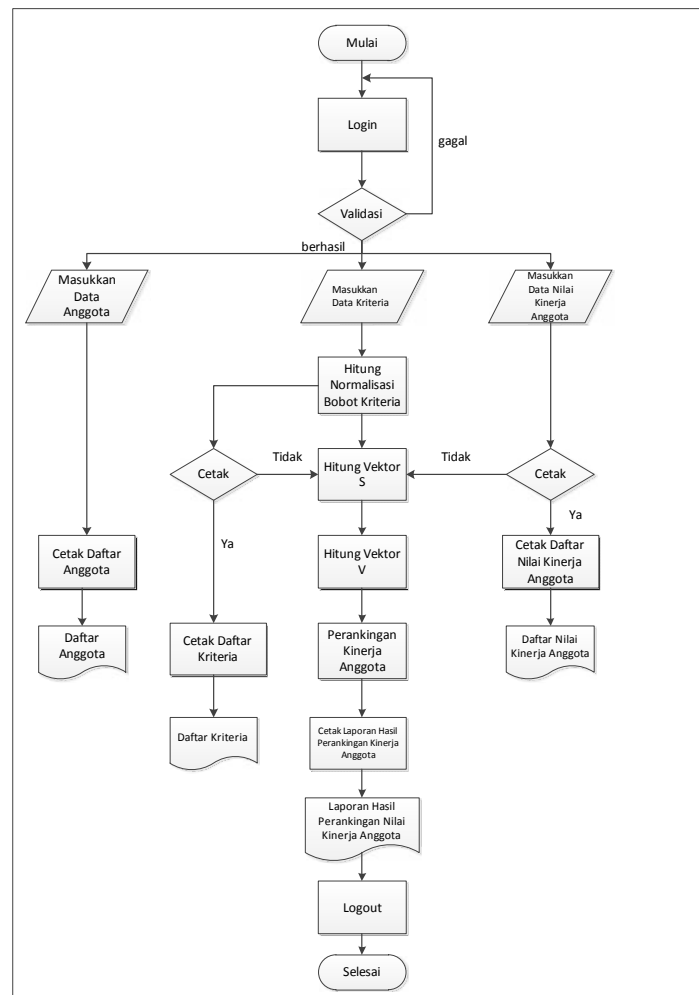 Mulai
Login
gagal
Validasi
berhasil
Masukkan
Data
Anggota
Masukkan
Data Kriteria
Masukkan
Data Nilai
Kinerja
Anggota
Hitung
Normalisasi
Bobot Kriteria
Cetak
Tidak
Hitung Vektor
S
Tidak
Cetak
Ya
Ya
Cetak Daftar
Anggota
Hitung Vektor
V
Cetak Daftar
Nilai Kinerja
Anggota
Daftar
Anggota
Cetak Daftar
Kriteria
Perankingan
Kinerja
Anggota
Daftar Nilai
Kinerja Anggota
Daftar Kriteria
Cetak Laporan Hasil
Perankingan Kinerja
Anggota
Laporan Hasil
Perankingan Nilai
Kinerja Anggota
Logout
Selesai